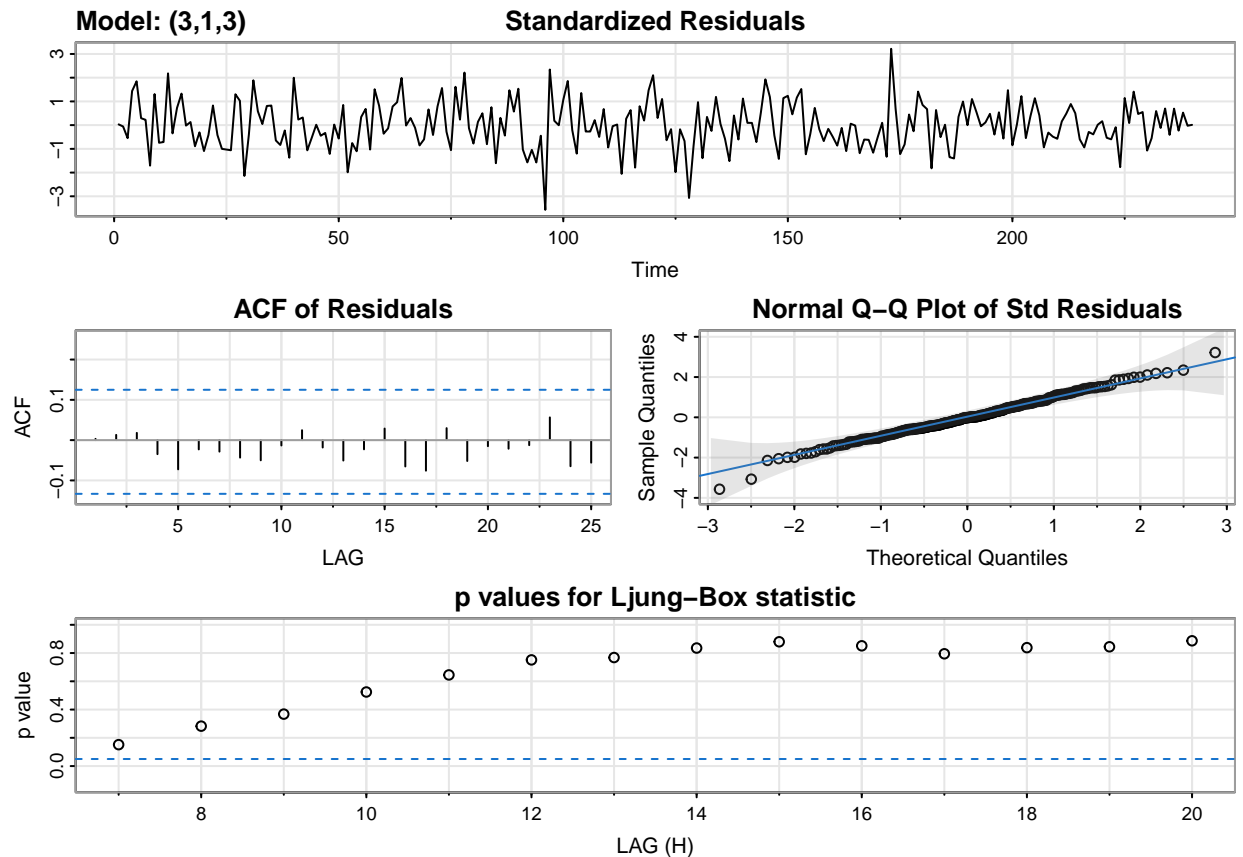 Model: (3,1,3) Standardized Residuals
3
1
−1
−3
0 50 100 150 200
Time
ACF of Residuals
0.1
−0.1
ACF
5 10 15 20 25
LAG
Normal Q−Q Plot of Std Residuals
4
2
0
−2
−4
Sample Quantiles
−3 −2 −1 0 1 2 3
Theoretical Quantiles
p values for Ljung−Box statistic
0.8
0.4
0.0
p value
8 10 12 14 16 18 20
LAG (H)